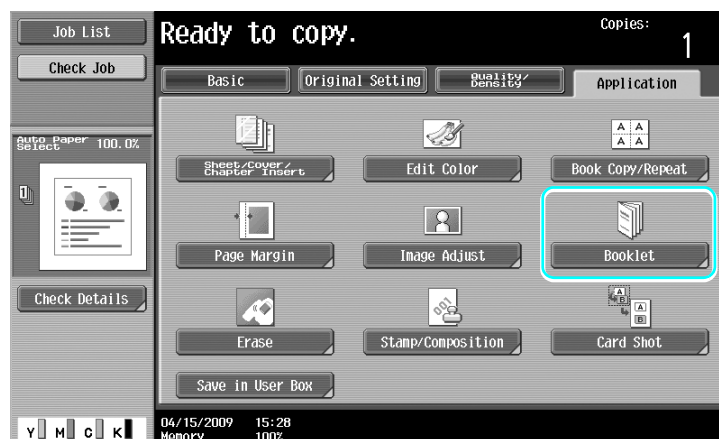 Job List
Ready to copy.
Copies:
1
Check Job
Basic
Original Setting
Quality/
Density
Application
Auto Paper
Select
100.0%
Sheet/Cover/
Chapter Insert
Edit Color
Book Copy/Repeat
Page Margin
Image Adjust
Booklet
Check Details
Erase
Stamp/Composition
Card Shot
Save in User Box
04/15/2009 15:28
Memory 100%
Y M C K